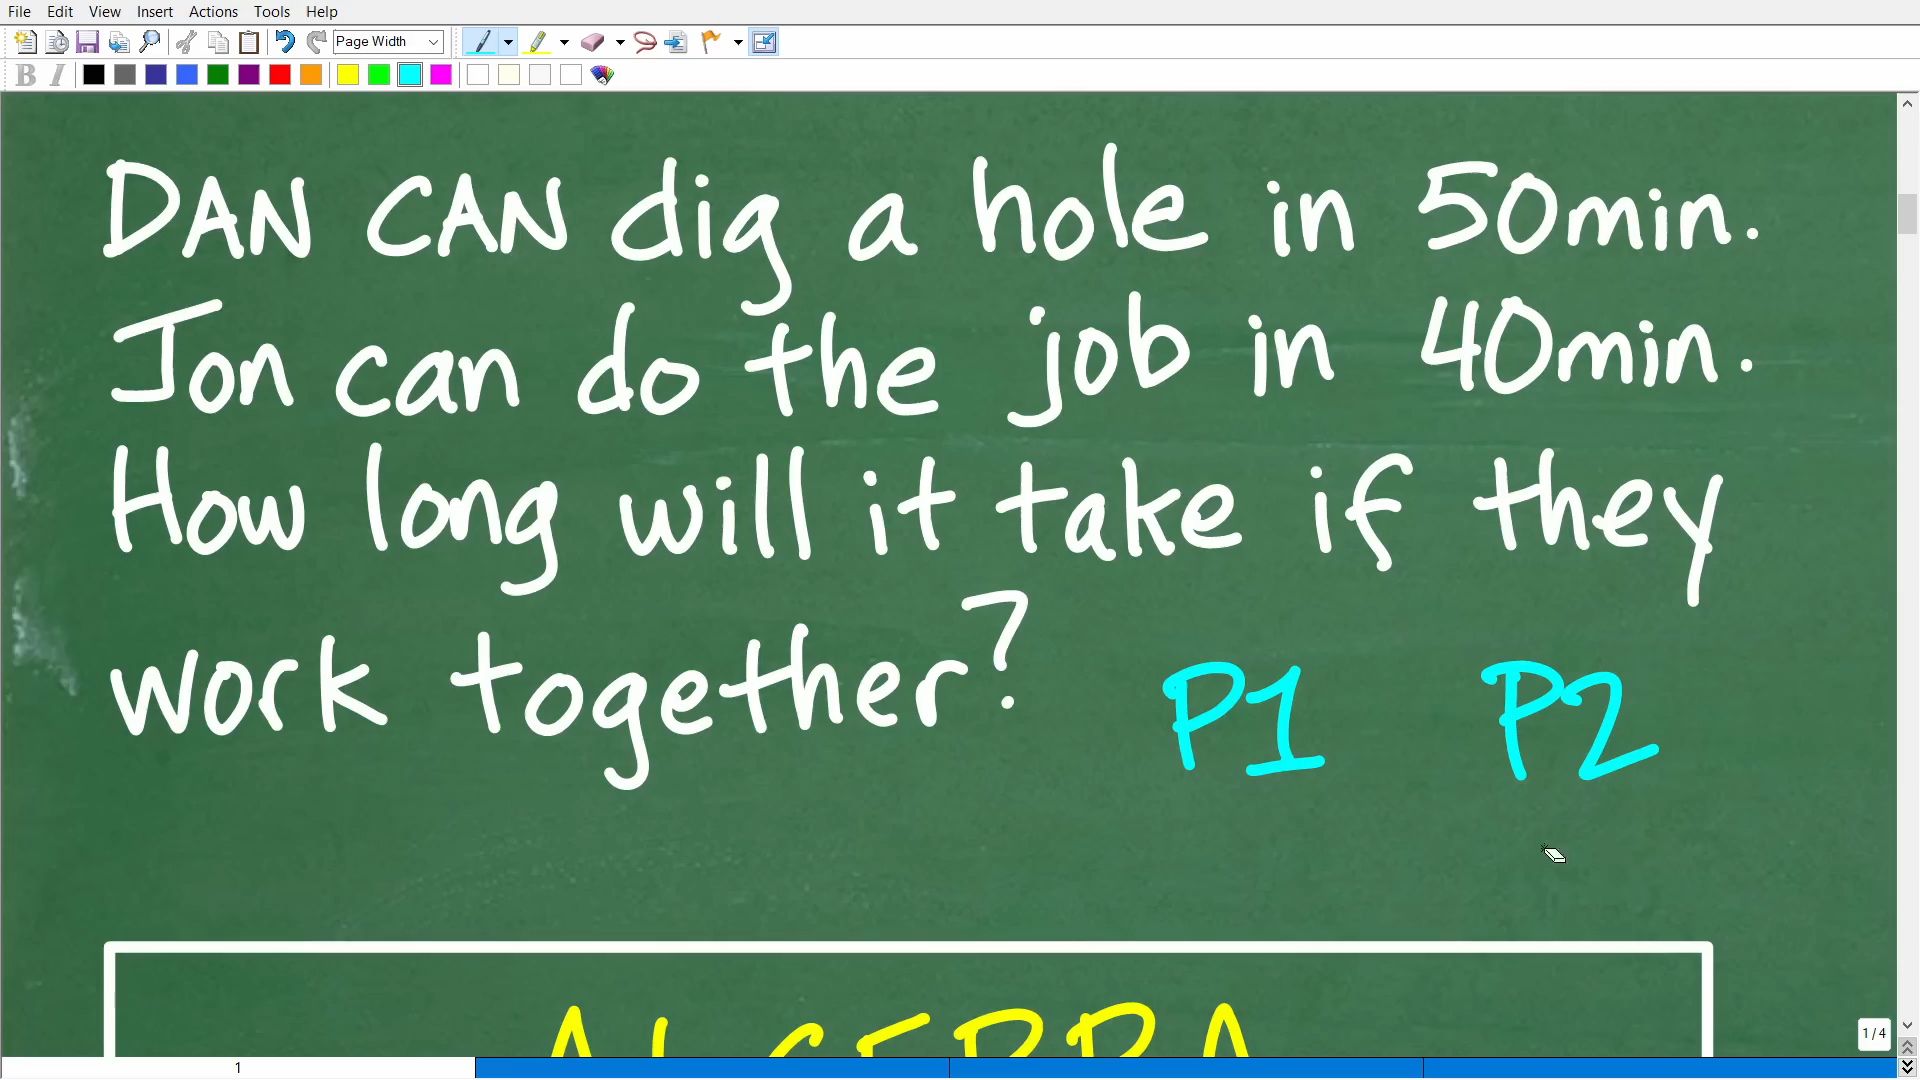 File Edit View Insert Actions Tools Help
Page Width
B I
DAN CAN dig a hole in 50min.
Jon can do the job in 40min.
How long will it take if they
work together?
P1 P2
ALGEBRA
1 / 4
1